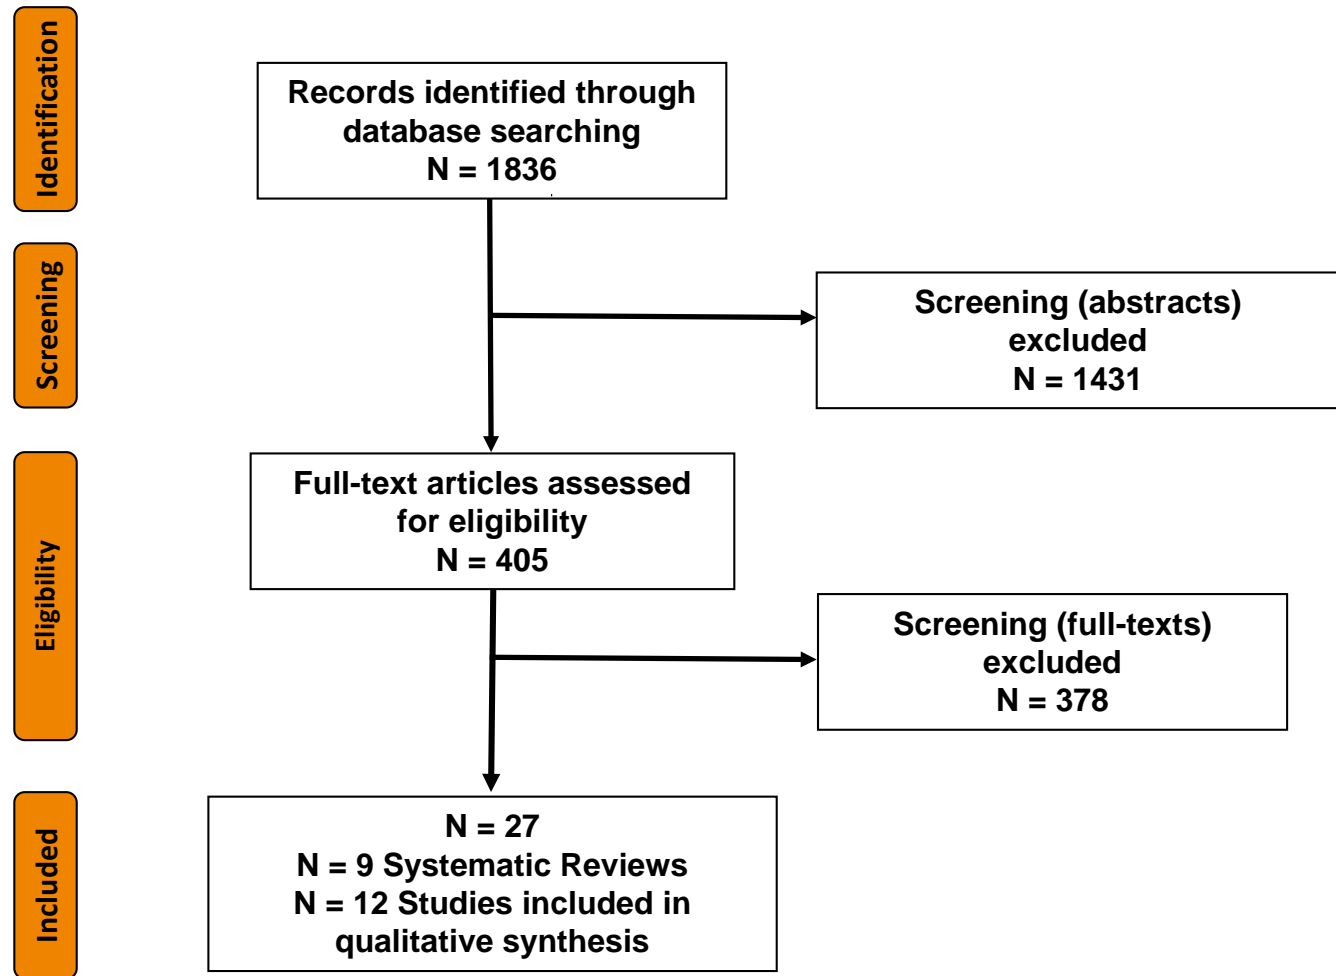 Identification
Records identified through
database searching
N = 1836
Screening
Screening (abstracts)
excluded
N = 1431
Eligibility
Full-text articles assessed
for eligibility
N = 405
Screening (full-texts)
excluded
N = 378
Included
N = 27
N = 9 Systematic Reviews
N = 12 Studies included in
qualitative synthesis